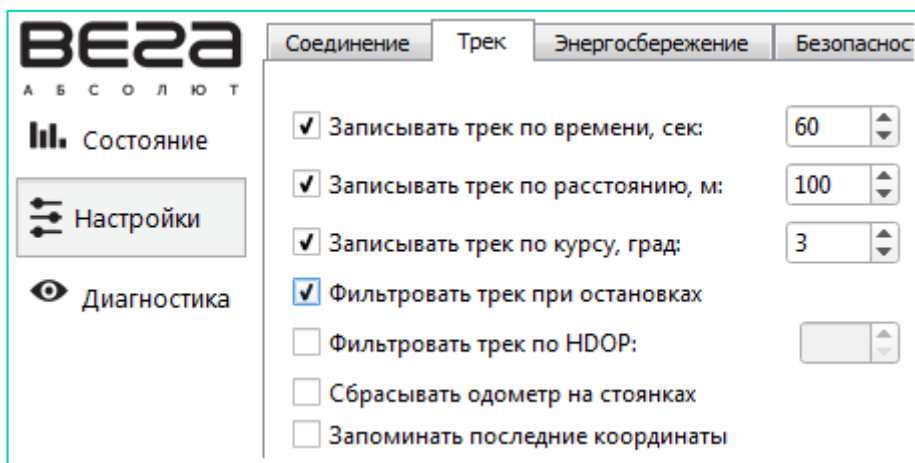 ВЕГА
АБСОЛЮТ
Состояние
Настройки
Диагностика
Соединение Трек Энергосбережение Безопасност
Записывать трек по времени, сек: 60
Записывать трек по расстоянию, м: 100
Записывать трек по курсу, град: 3
Фильтровать трек при остановках
Фильтровать трек по HDOP:
Сбрасывать одометр на стоянках
Запоминать последние координаты